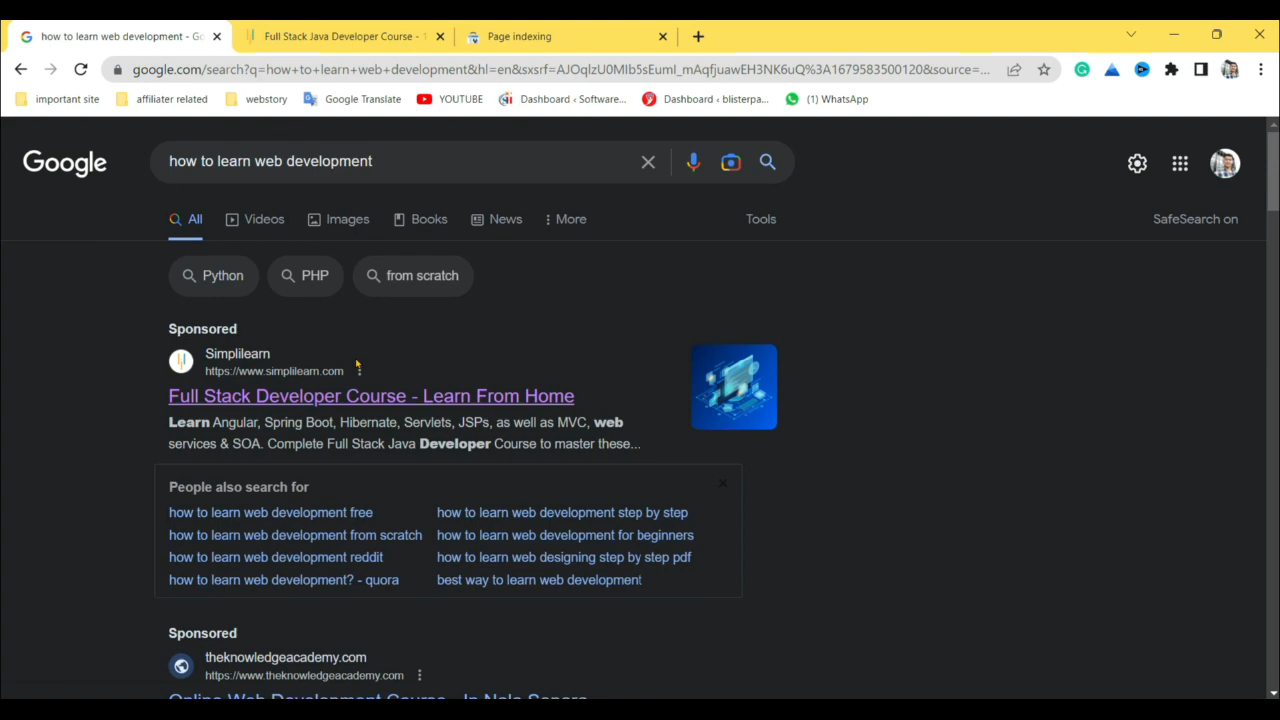 how to learn web development - Go
Full Stack Java Developer Course -
Page indexing
google.com/search?q=how+to+learn+web+development&hl=en&sxsrf=AJOqlzU0MIb5sEumI_mAqfjuawEH3NK6uQ%3A1679583500120&source=...
important site
affiliater related
webstory
Google Translate
YOUTUBE
Dashboard ‹ Software...
Dashboard ‹ blisterpa...
(1) WhatsApp
Google
how to learn web development
All
Videos
Images
Books
News
More
Tools
SafeSearch on
Python
PHP
from scratch
Sponsored
Simplilearn
https://www.simplilearn.com
Full Stack Developer Course - Learn From Home
Learn Angular, Spring Boot, Hibernate, Servlets, JSPs, as well as MVC, web
services & SOA. Complete Full Stack Java Developer Course to master these...
People also search for
how to learn web development free
how to learn web development step by step
how to learn web development from scratch
how to learn web development for beginners
how to learn web development reddit
how to learn web designing step by step pdf
how to learn web development? - quora
best way to learn web development
Sponsored
theknowledgeacademy.com
https://www.theknowledgeacademy.com
Online Web Development Course - In Nala Sopara